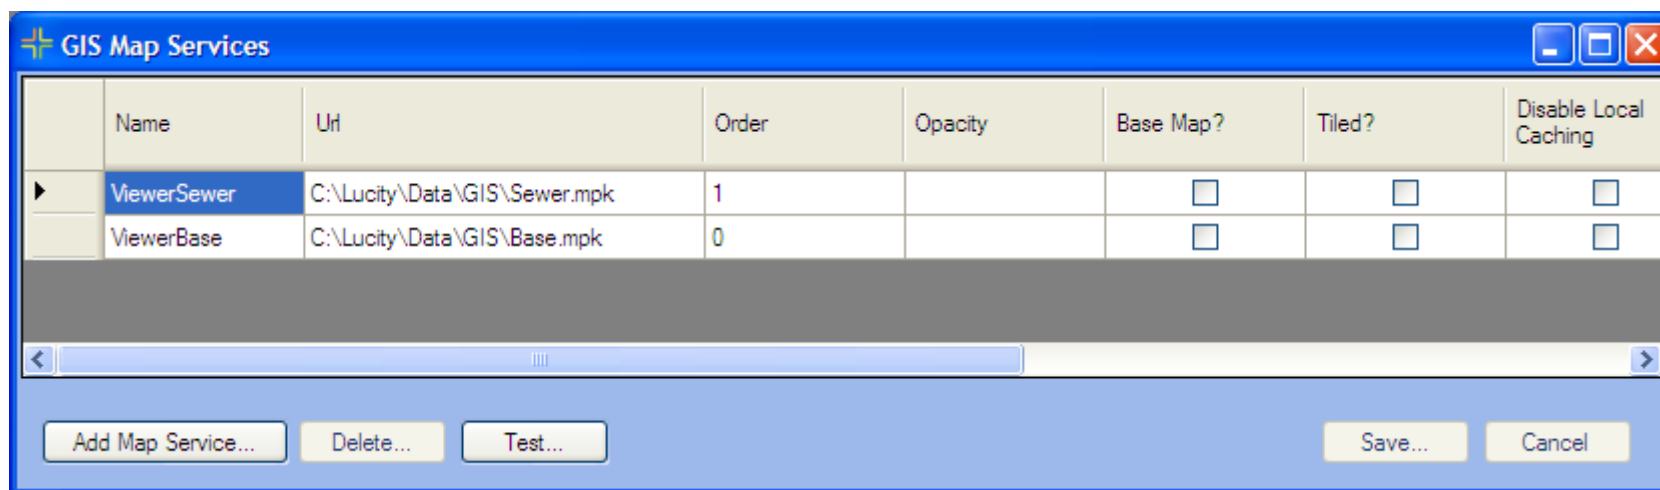 GIS Map Services
Name Url Order Opacity Base Map? Tiled? Disable Local
Caching
ViewerSewer C:\Lucity\Data\GIS\Sewer.mpk 1
ViewerBase C:\Lucity\Data\GIS\Base.mpk 0
Add Map Service... Delete... Test... Save... Cancel